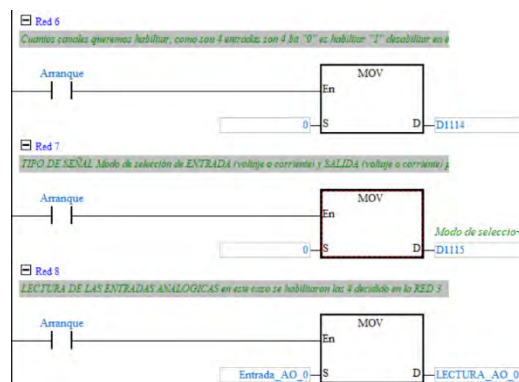 Red 6
Cuantos canales queremos habilitar, como son 4 entradas son 4 bit "0" es habilitar "1" desabilitar en e
Arranque
MOV
En
0 S D D1114
Red 7
TIPO DE SEÑAL Modo de selección de ENTRADA (voltaje o corriente) y SALIDA (voltaje o corriente) p
Arranque
MOV
En
Modo de seleccio
0 S D D1115
Red 8
LECTURA DE LAS ENTRADAS ANALOGICAS en este caso se habilitaron las 4 decidido en la RED 3
Arranque
MOV
En
Entrada_AO_0 S D LECTURA_AO_0